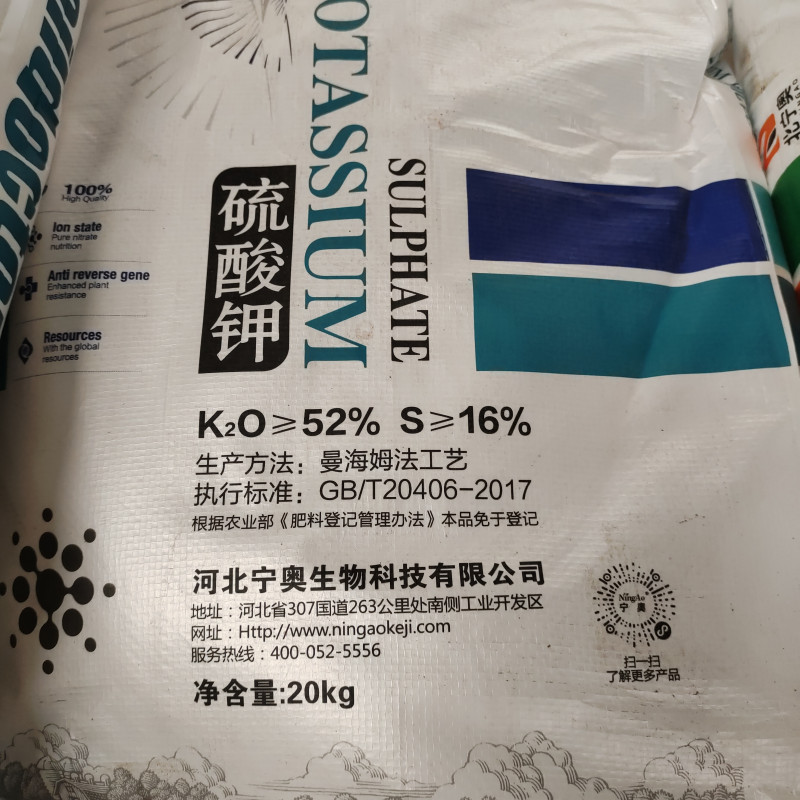 POTASSIUM
SULPHATE
硫酸钾
100%
High Quality
Ion state
Pure nitrate
nutrition
Anti reverse gene
Enhanced plant
resistance
Resources
With the global
resources
K₂O≥52% S≥16%
生产方法：曼海姆法工艺
执行标准：GB/T20406-2017
根据农业部《肥料登记管理办法》本品免于登记
河北宁奥生物科技有限公司
地址：河北省307国道263公里处南侧工业开发区
网址：Http://www.ningaokeji.com
服务热线：400-052-5556
净含量:20kg
NingAo
宁奥
扫一扫
了解更多产品
北宁奥